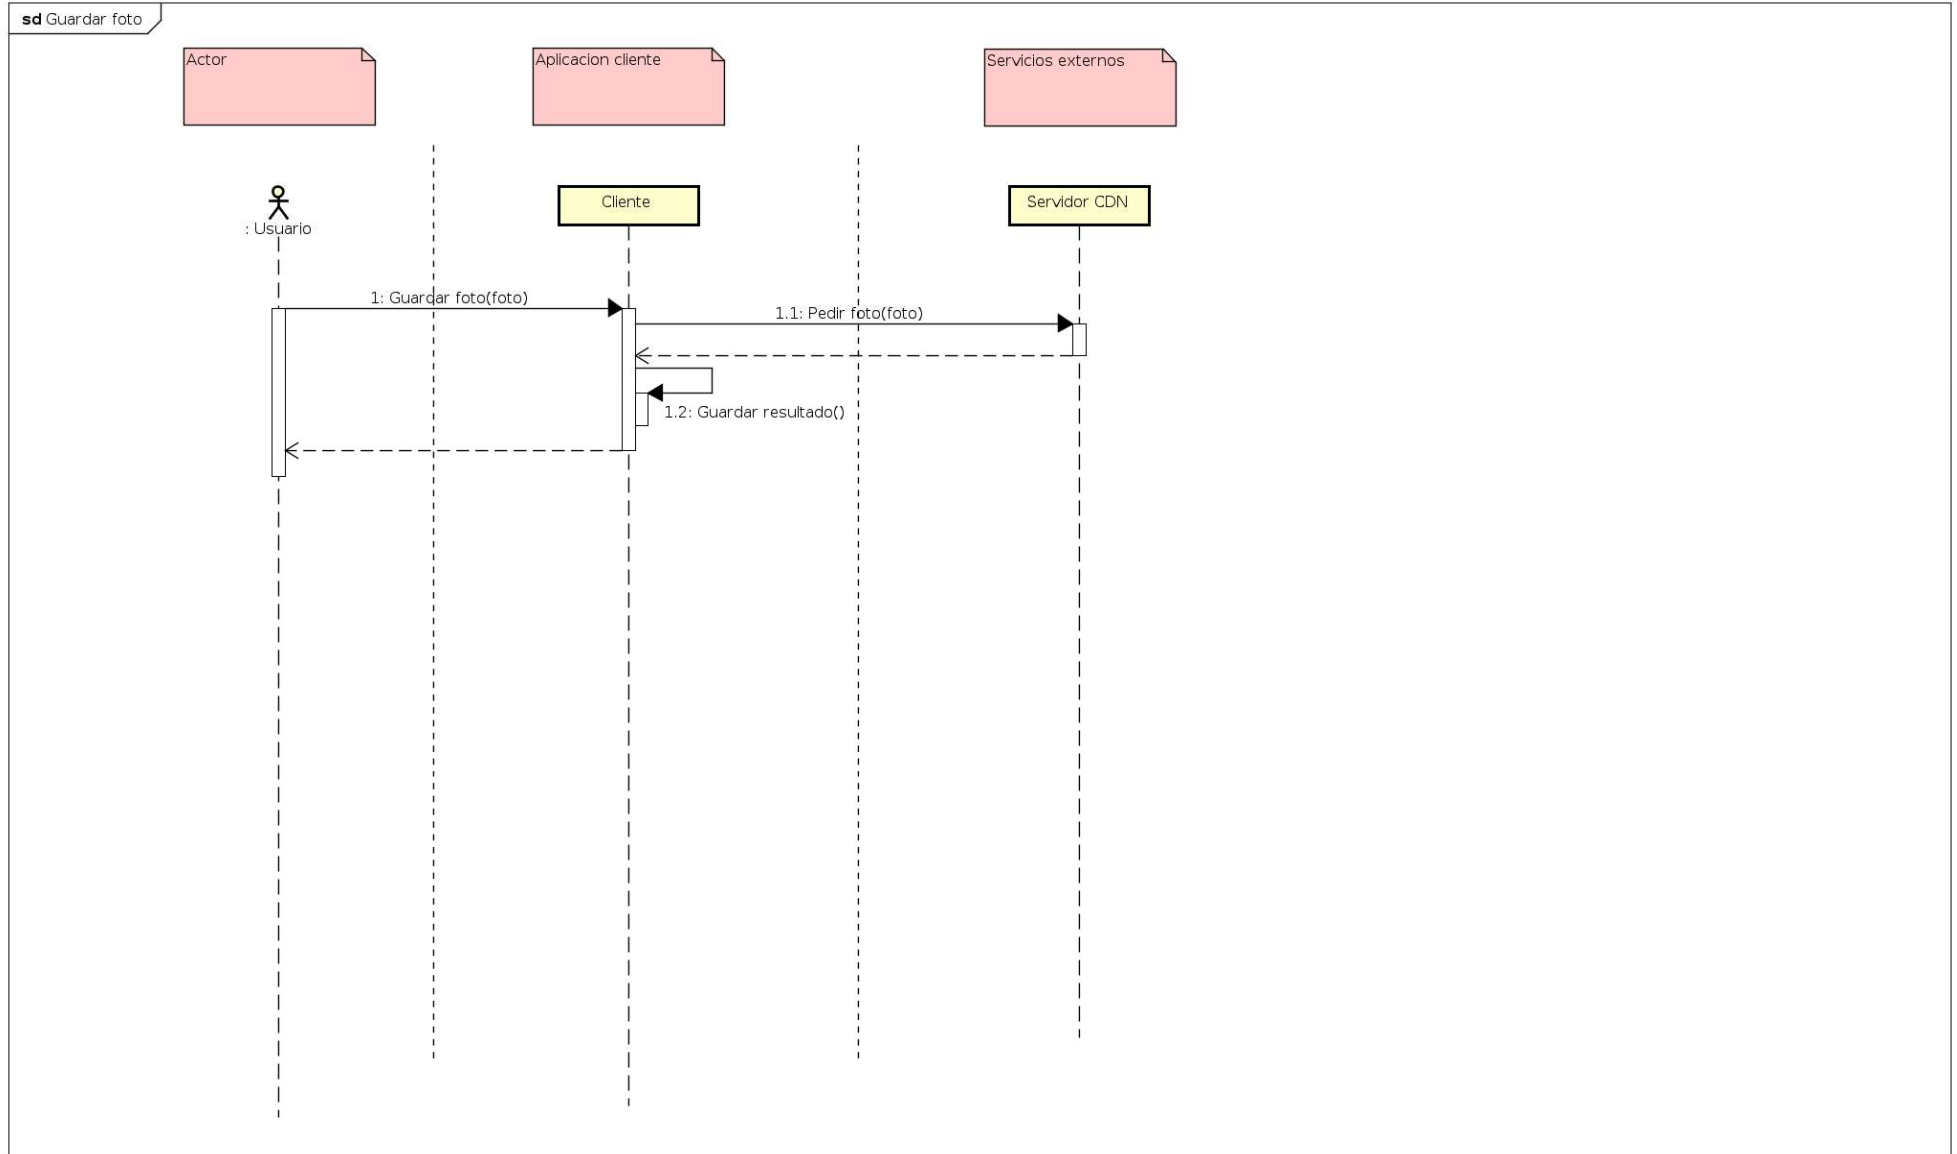 sd Guardar foto
Actor
Aplicacion cliente
Servicios externos
: Usuario
Cliente
Servidor CDN
1: Guardar foto(foto)
1.1: Pedir foto(foto)
1.2: Guardar resultado()